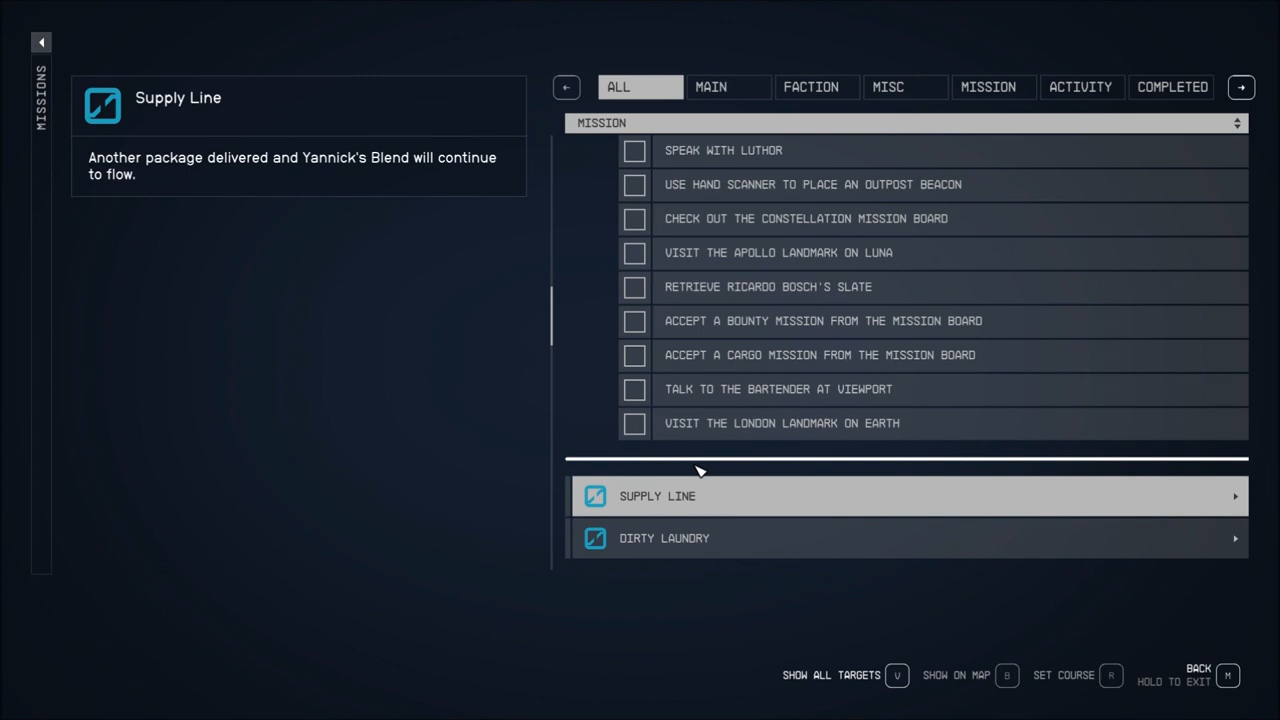 MISSIONS
Supply Line
Another package delivered and Yannick's Blend will continue
to flow.
ALL
MAIN
FACTION
MISC
MISSION
ACTIVITY
COMPLETED
MISSION
SPEAK WITH LUTHOR
USE HAND SCANNER TO PLACE AN OUTPOST BEACON
CHECK OUT THE CONSTELLATION MISSION BOARD
VISIT THE APOLLO LANDMARK ON LUNA
RETRIEVE RICARDO BOSCH'S SLATE
ACCEPT A BOUNTY MISSION FROM THE MISSION BOARD
ACCEPT A CARGO MISSION FROM THE MISSION BOARD
TALK TO THE BARTENDER AT VIEWPORT
VISIT THE LONDON LANDMARK ON EARTH
SUPPLY LINE
DIRTY LAUNDRY
SHOW ALL TARGETS V
SHOW ON MAP B
SET COURSE R
BACK
HOLD TO EXIT M